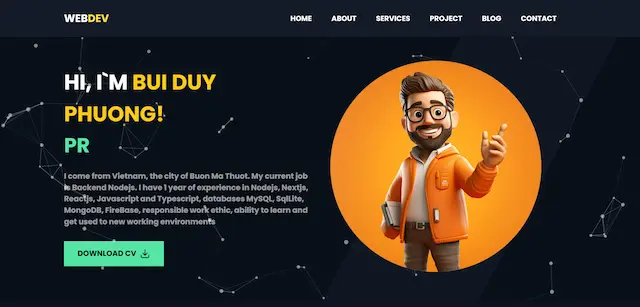 WEBDEV
HOME ABOUT SERVICES PROJECT BLOG CONTACT
HI, I`M BUI DUY
PHUONG!
PR
I come from Vietnam, the city of Buon Ma Thuot. My current job
is Backend Nodejs. I have 1 year of experience in Nodejs, Nextjs,
Reactjs, Javascript and Typescript, databases MySQL, SqlLite,
MongoDB, FireBase, responsible work ethic, ability to learn and
get used to new working environments
DOWNLOAD CV